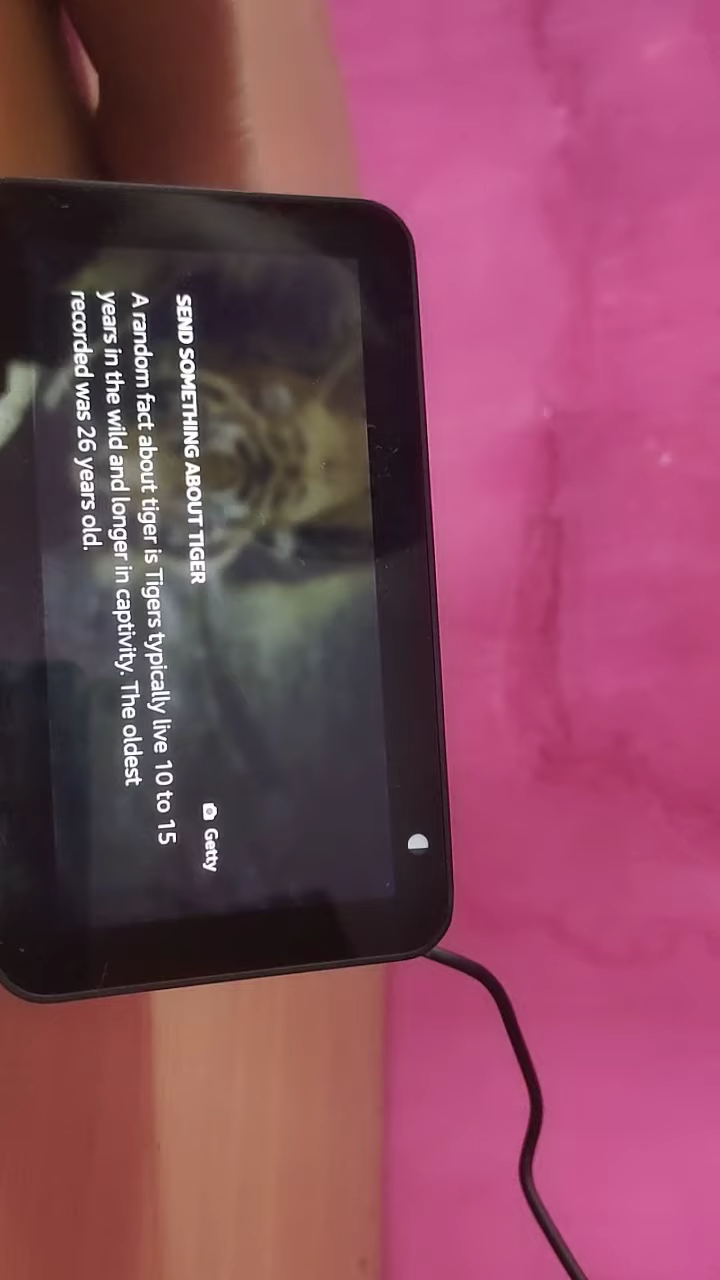 Getty
SEND SOMETHING ABOUT TIGER
A random fact about tiger is Tigers typically live 10 to 15
years in the wild and longer in captivity. The oldest
recorded was 26 years old.